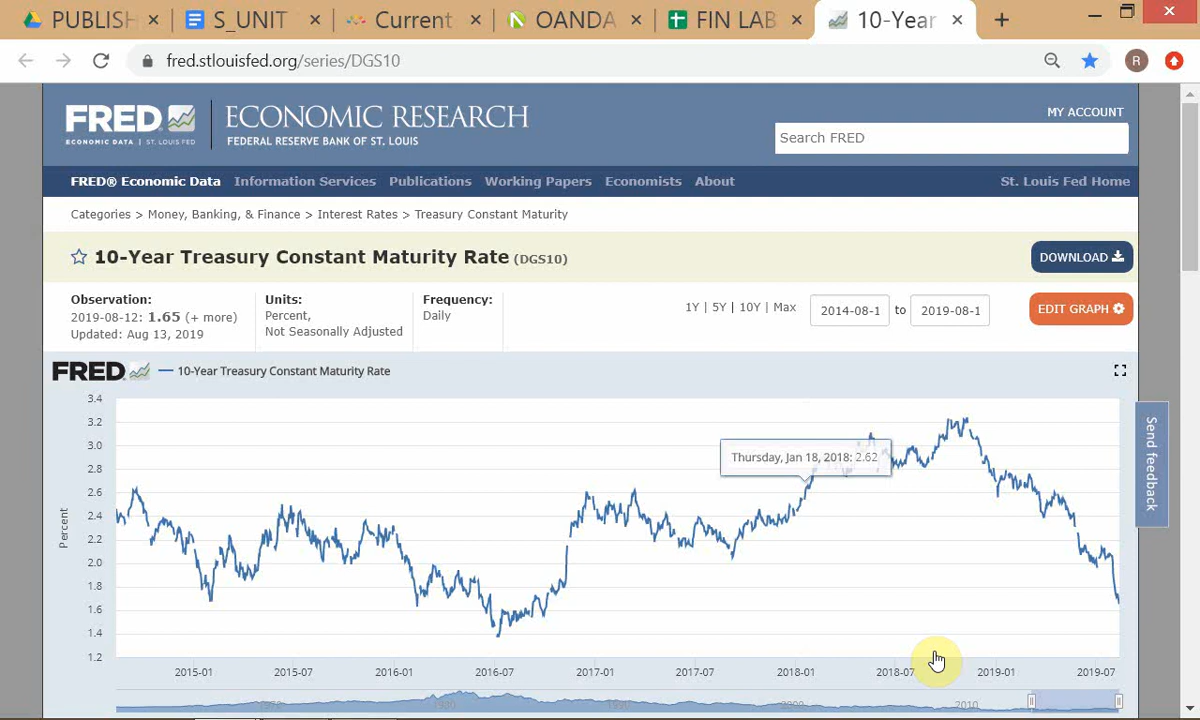 PUBLISH
S_UNIT
Current
OANDA
FIN LAB
10-Year
fred.stlouisfed.org/series/DGS10
R
FRED
ECONOMIC DATA | ST. LOUIS FED
ECONOMIC RESEARCH
FEDERAL RESERVE BANK OF ST. LOUIS
MY ACCOUNT
Search FRED
FRED® Economic Data Information Services Publications Working Papers Economists About St. Louis Fed Home
Categories > Money, Banking, & Finance > Interest Rates > Treasury Constant Maturity
10-Year Treasury Constant Maturity Rate (DGS10)
DOWNLOAD
Observation:
2019-08-12: 1.65 (+ more)
Updated: Aug 13, 2019
Units:
Percent,
Not Seasonally Adjusted
Frequency:
Daily
1Y | 5Y | 10Y | Max
2014-08-1 to 2019-08-1
EDIT GRAPH
FRED
10-Year Treasury Constant Maturity Rate
3.4
3.2
3.0
2.8
2.6
2.4
2.2
2.0
1.8
1.6
1.4
1.2
Percent
Thursday, Jan 18, 2018: 2.62
Send feedback
2015-01 2015-07 2016-01 2016-07 2017-01 2017-07 2018-01 2018-07 2019-01 2019-07
1970 1980 1990 2000 2010